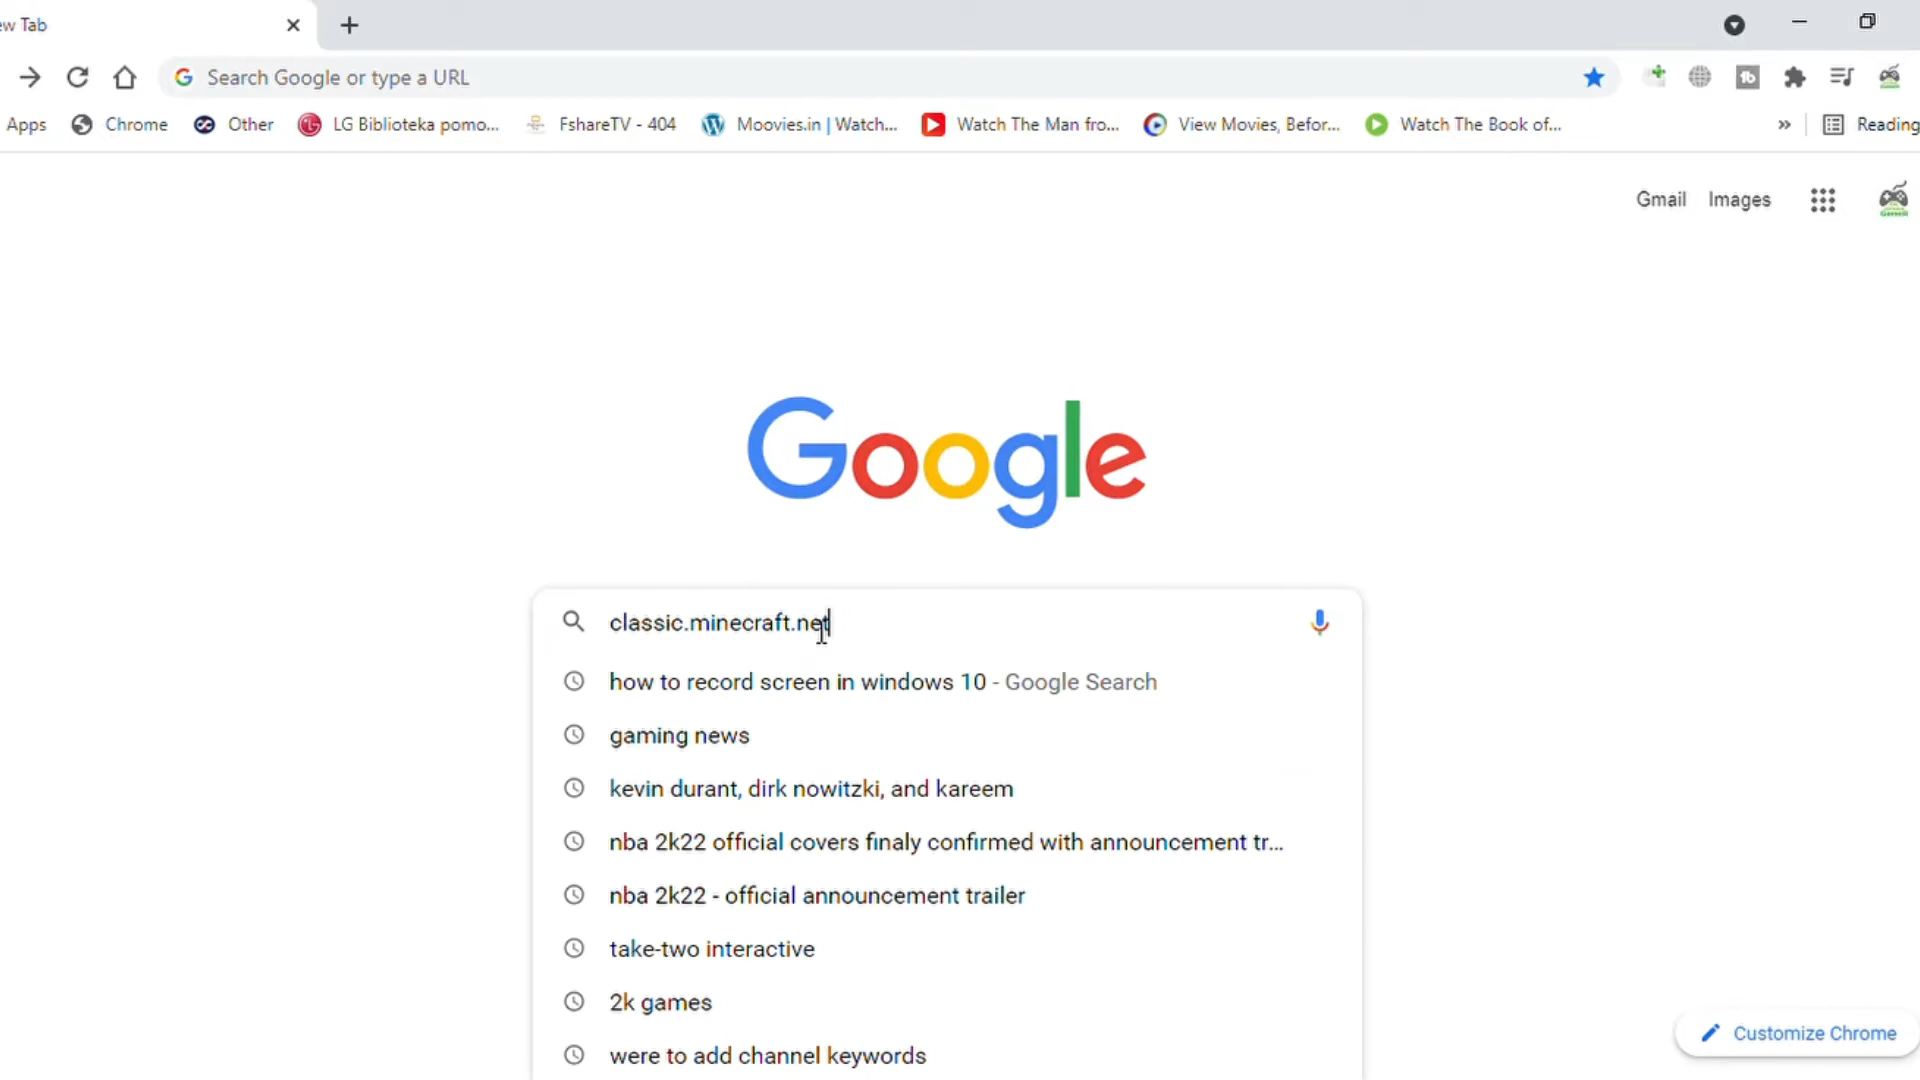 ew Tab
Search Google or type a URL
Apps Chrome Other LG Biblioteka pomo... FshareTV - 404 Moovies.in | Watch... Watch The Man fro... View Movies, Befor... Watch The Book of... » Reading
Gmail Images
Google
classic.minecraft.net
how to record screen in windows 10 - Google Search
gaming news
kevin durant, dirk nowitzki, and kareem
nba 2k22 official covers finaly confirmed with announcement tr...
nba 2k22 - official announcement trailer
take-two interactive
2k games
were to add channel keywords
Customize Chrome